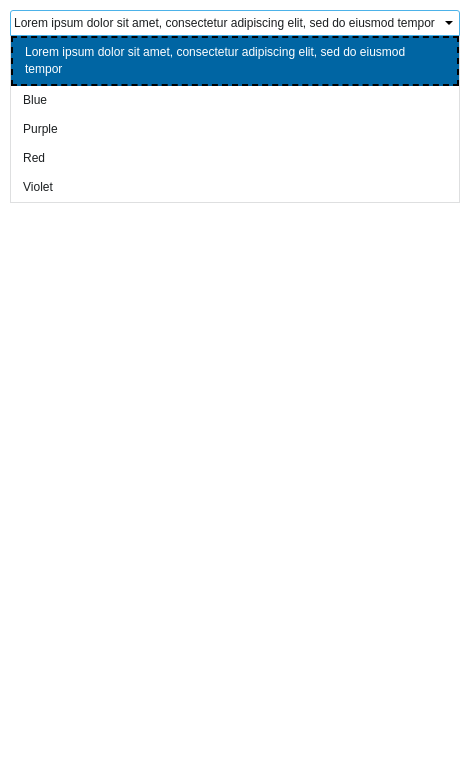 Lorem ipsum dolor sit amet, consectetur adipiscing elit, sed do eiusmod tempor
Lorem ipsum dolor sit amet, consectetur adipiscing elit, sed do eiusmod
tempor
Blue
Purple
Red
Violet